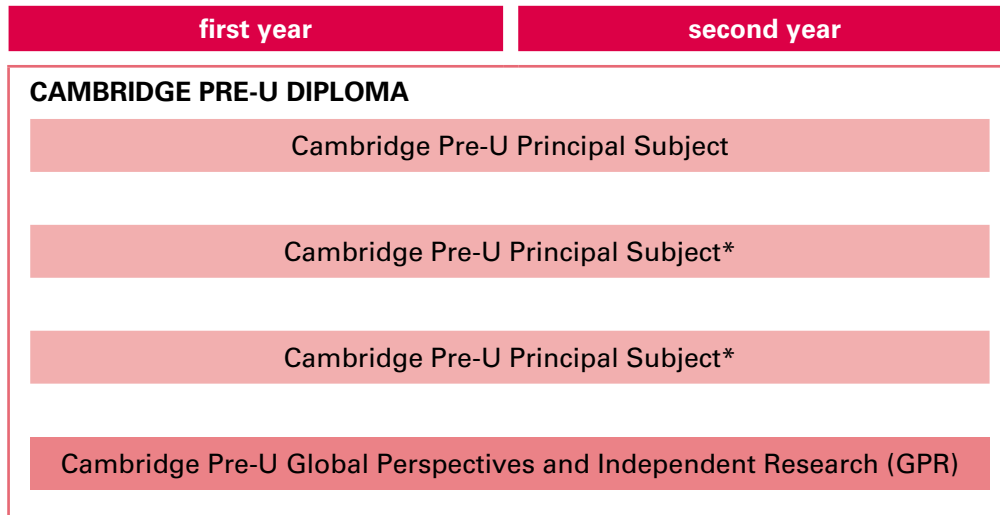 first year
second year
CAMBRIDGE PRE-U DIPLOMA
Cambridge Pre-U Principal Subject
Cambridge Pre-U Principal Subject*
Cambridge Pre-U Principal Subject*
Cambridge Pre-U Global Perspectives and Independent Research (GPR)